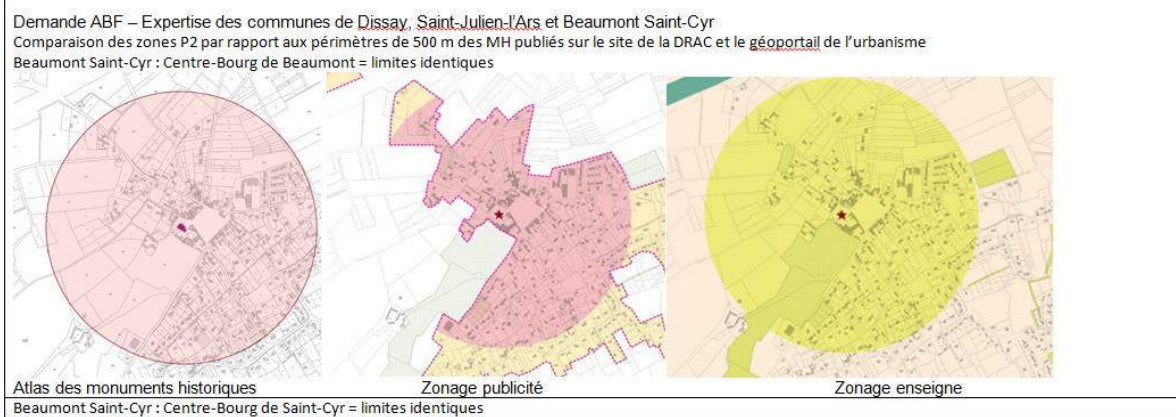 Demande ABF – Expertise des communes de Dissay, Saint-Julien-l'Ars et Beaumont Saint-Cyr
Comparaison des zones P2 par rapport aux périmètres de 500 m des MH publiés sur le site de la DRAC et le géoportail de l'urbanisme
Beaumont Saint-Cyr : Centre-Bourg de Beaumont = limites identiques
Atlas des monuments historiques
Zonage publicité
Zonage enseigne
Beaumont Saint-Cyr : Centre-Bourg de Saint-Cyr = limites identiques